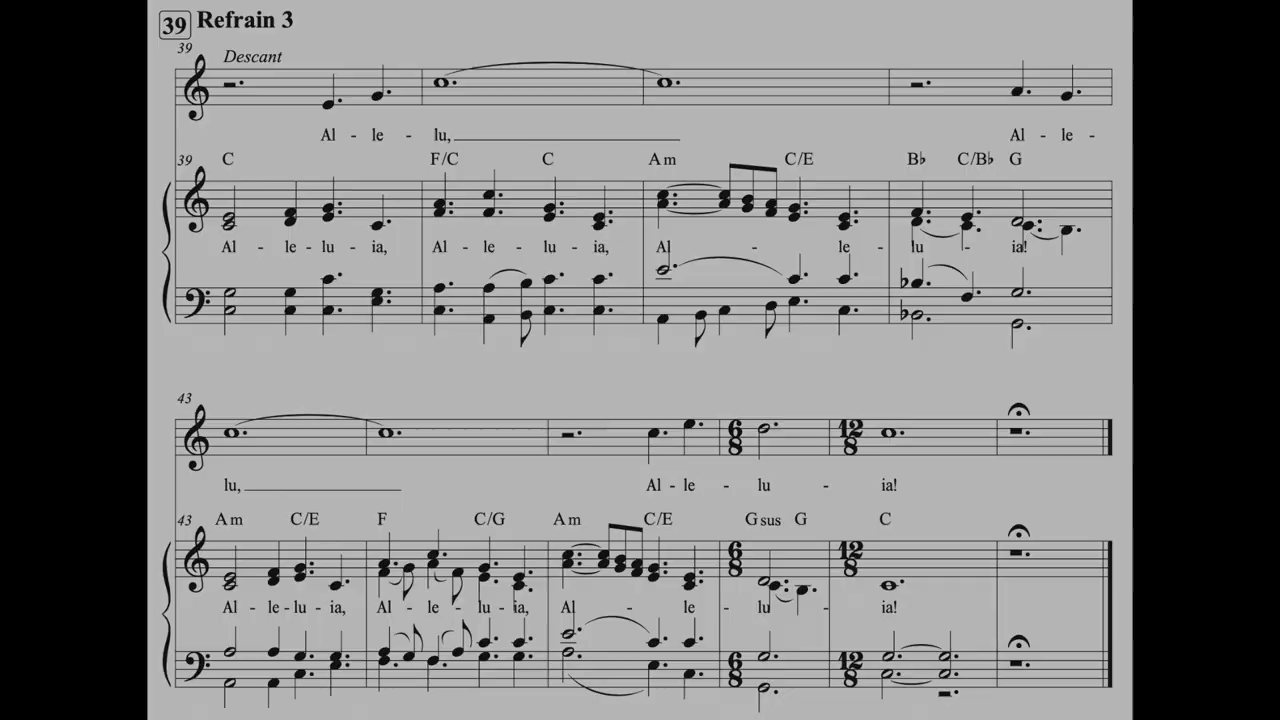 39 Refrain 3
39 Descant
Al - le - lu, Al - le -
39 C F/C C Am C/E B♭ C/B♭ G
Al - le - lu - ia, Al - le - lu - ia, Al - le - lu - ia!
43
lu, Al - le - lu - ia!
43 Am C/E F C/G Am C/E Gsus G C
Al - le - lu - ia, Al - le - lu - ia, Al - le - lu - ia!